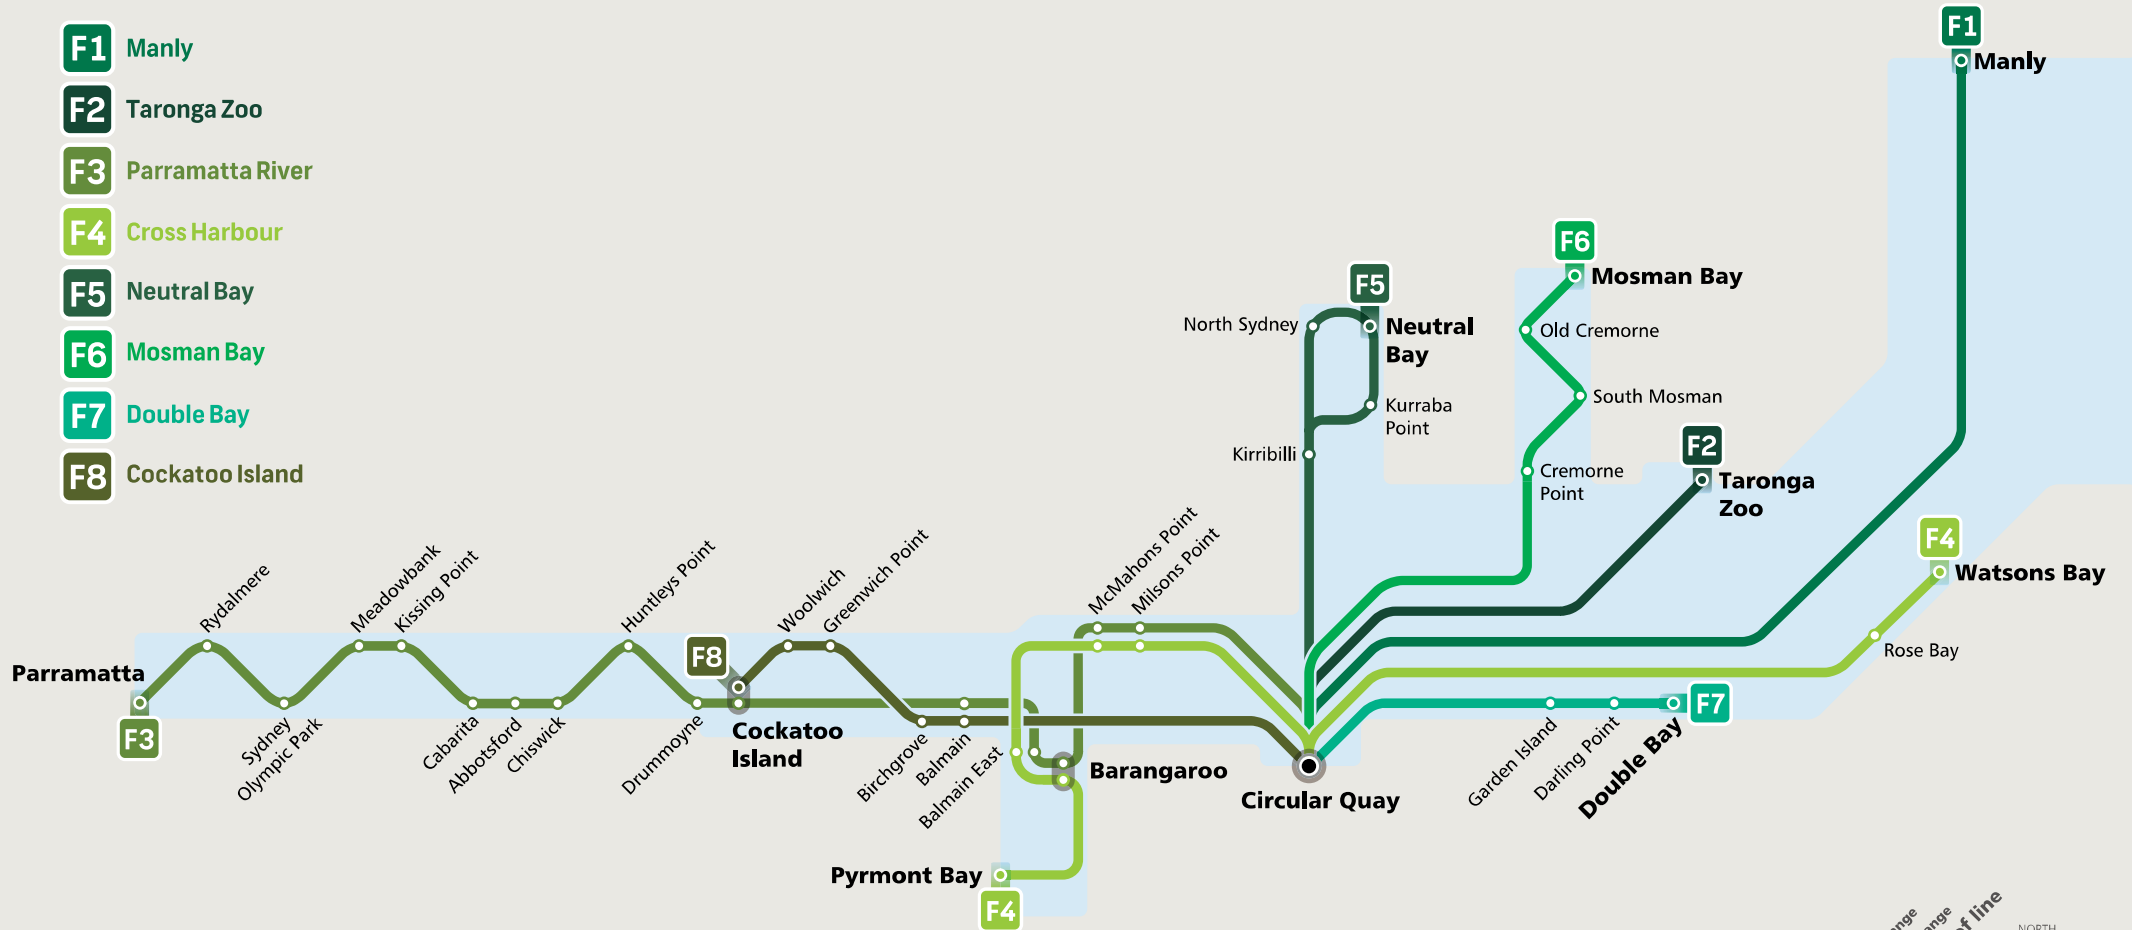 F1 Manly
F2 Taronga Zoo
F3 Parramatta River
F4 Cross Harbour
F5 Neutral Bay
F6 Mosman Bay
F7 Double Bay
F8 Cockatoo Island
F1
Manly
F6
Mosman Bay
Old Cremorne
South Mosman
Cremorne
Point
F5
North Sydney
Neutral
Bay
Kurraba
Point
Kirribilli
F2
Taronga
Zoo
F4
Watsons Bay
Rose Bay
Parramatta
F3
Rydalmere
Sydney
Olympic Park
Meadowbank
Kissing Point
Cabarita
Abbotsford
Chiswick
Huntleys Point
Drummoyne
F8
Cockatoo
Island
Woolwich
Greenwich Point
Birchgrove
Balmain
Balmain East
McMahons Point
Milsons Point
Barangaroo
Pyrmont Bay
F4
Circular Quay
Garden Island
Darling Point
Double Bay
F7
of line
NORTH